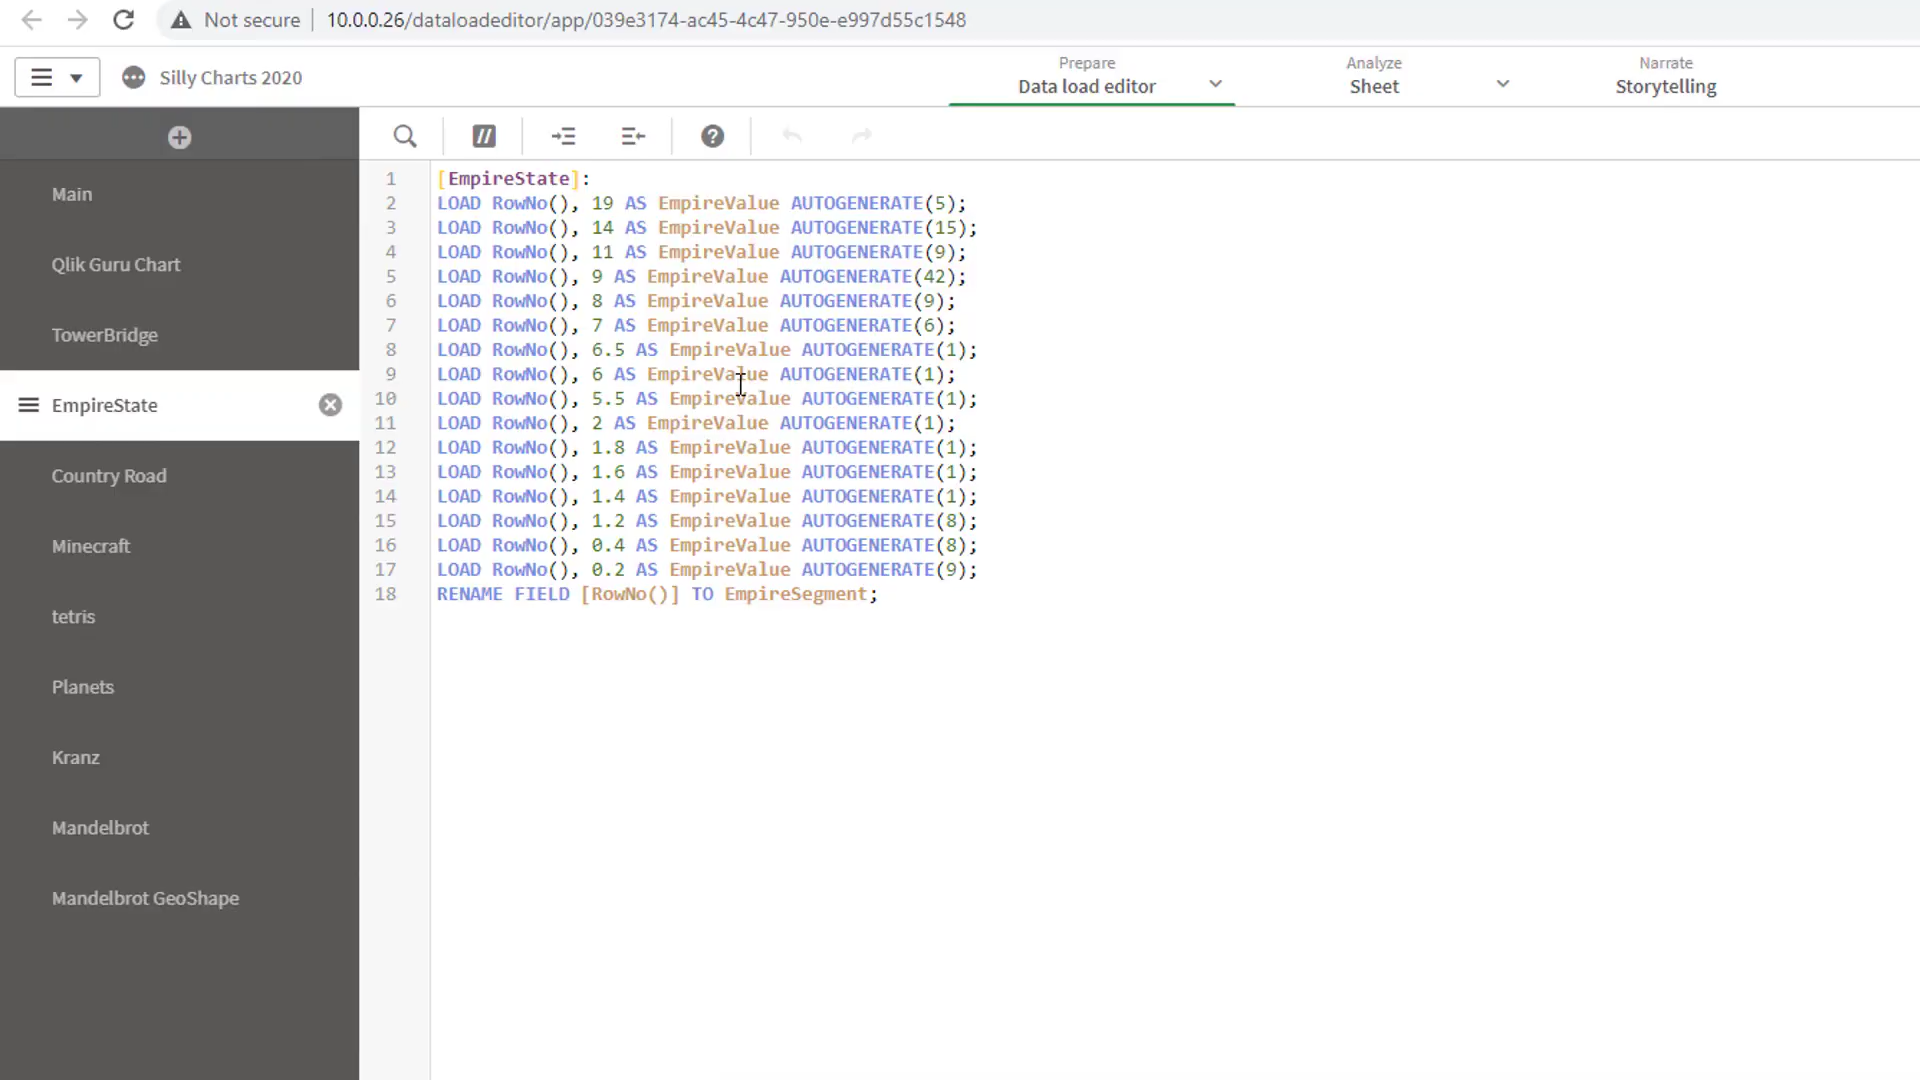 Not secure | 10.0.0.26/dataloadeditor/app/039e3174-ac45-4c47-950e-e997d55c1548
Silly Charts 2020
Prepare
Data load editor
Analyze
Sheet
Narrate
Storytelling
Main
Qlik Guru Chart
TowerBridge
EmpireState
Country Road
Minecraft
tetris
Planets
Kranz
Mandelbrot
Mandelbrot GeoShape
//
?
1 [EmpireState]:
2 LOAD RowNo(), 19 AS EmpireValue AUTOGENERATE(5);
3 LOAD RowNo(), 14 AS EmpireValue AUTOGENERATE(15);
4 LOAD RowNo(), 11 AS EmpireValue AUTOGENERATE(9);
5 LOAD RowNo(), 9 AS EmpireValue AUTOGENERATE(42);
6 LOAD RowNo(), 8 AS EmpireValue AUTOGENERATE(9);
7 LOAD RowNo(), 7 AS EmpireValue AUTOGENERATE(6);
8 LOAD RowNo(), 6.5 AS EmpireValue AUTOGENERATE(1);
9 LOAD RowNo(), 6 AS EmpireValue AUTOGENERATE(1);
10 LOAD RowNo(), 5.5 AS EmpireValue AUTOGENERATE(1);
11 LOAD RowNo(), 2 AS EmpireValue AUTOGENERATE(1);
12 LOAD RowNo(), 1.8 AS EmpireValue AUTOGENERATE(1);
13 LOAD RowNo(), 1.6 AS EmpireValue AUTOGENERATE(1);
14 LOAD RowNo(), 1.4 AS EmpireValue AUTOGENERATE(1);
15 LOAD RowNo(), 1.2 AS EmpireValue AUTOGENERATE(8);
16 LOAD RowNo(), 0.4 AS EmpireValue AUTOGENERATE(8);
17 LOAD RowNo(), 0.2 AS EmpireValue AUTOGENERATE(9);
18 RENAME FIELD [RowNo()] TO EmpireSegment;